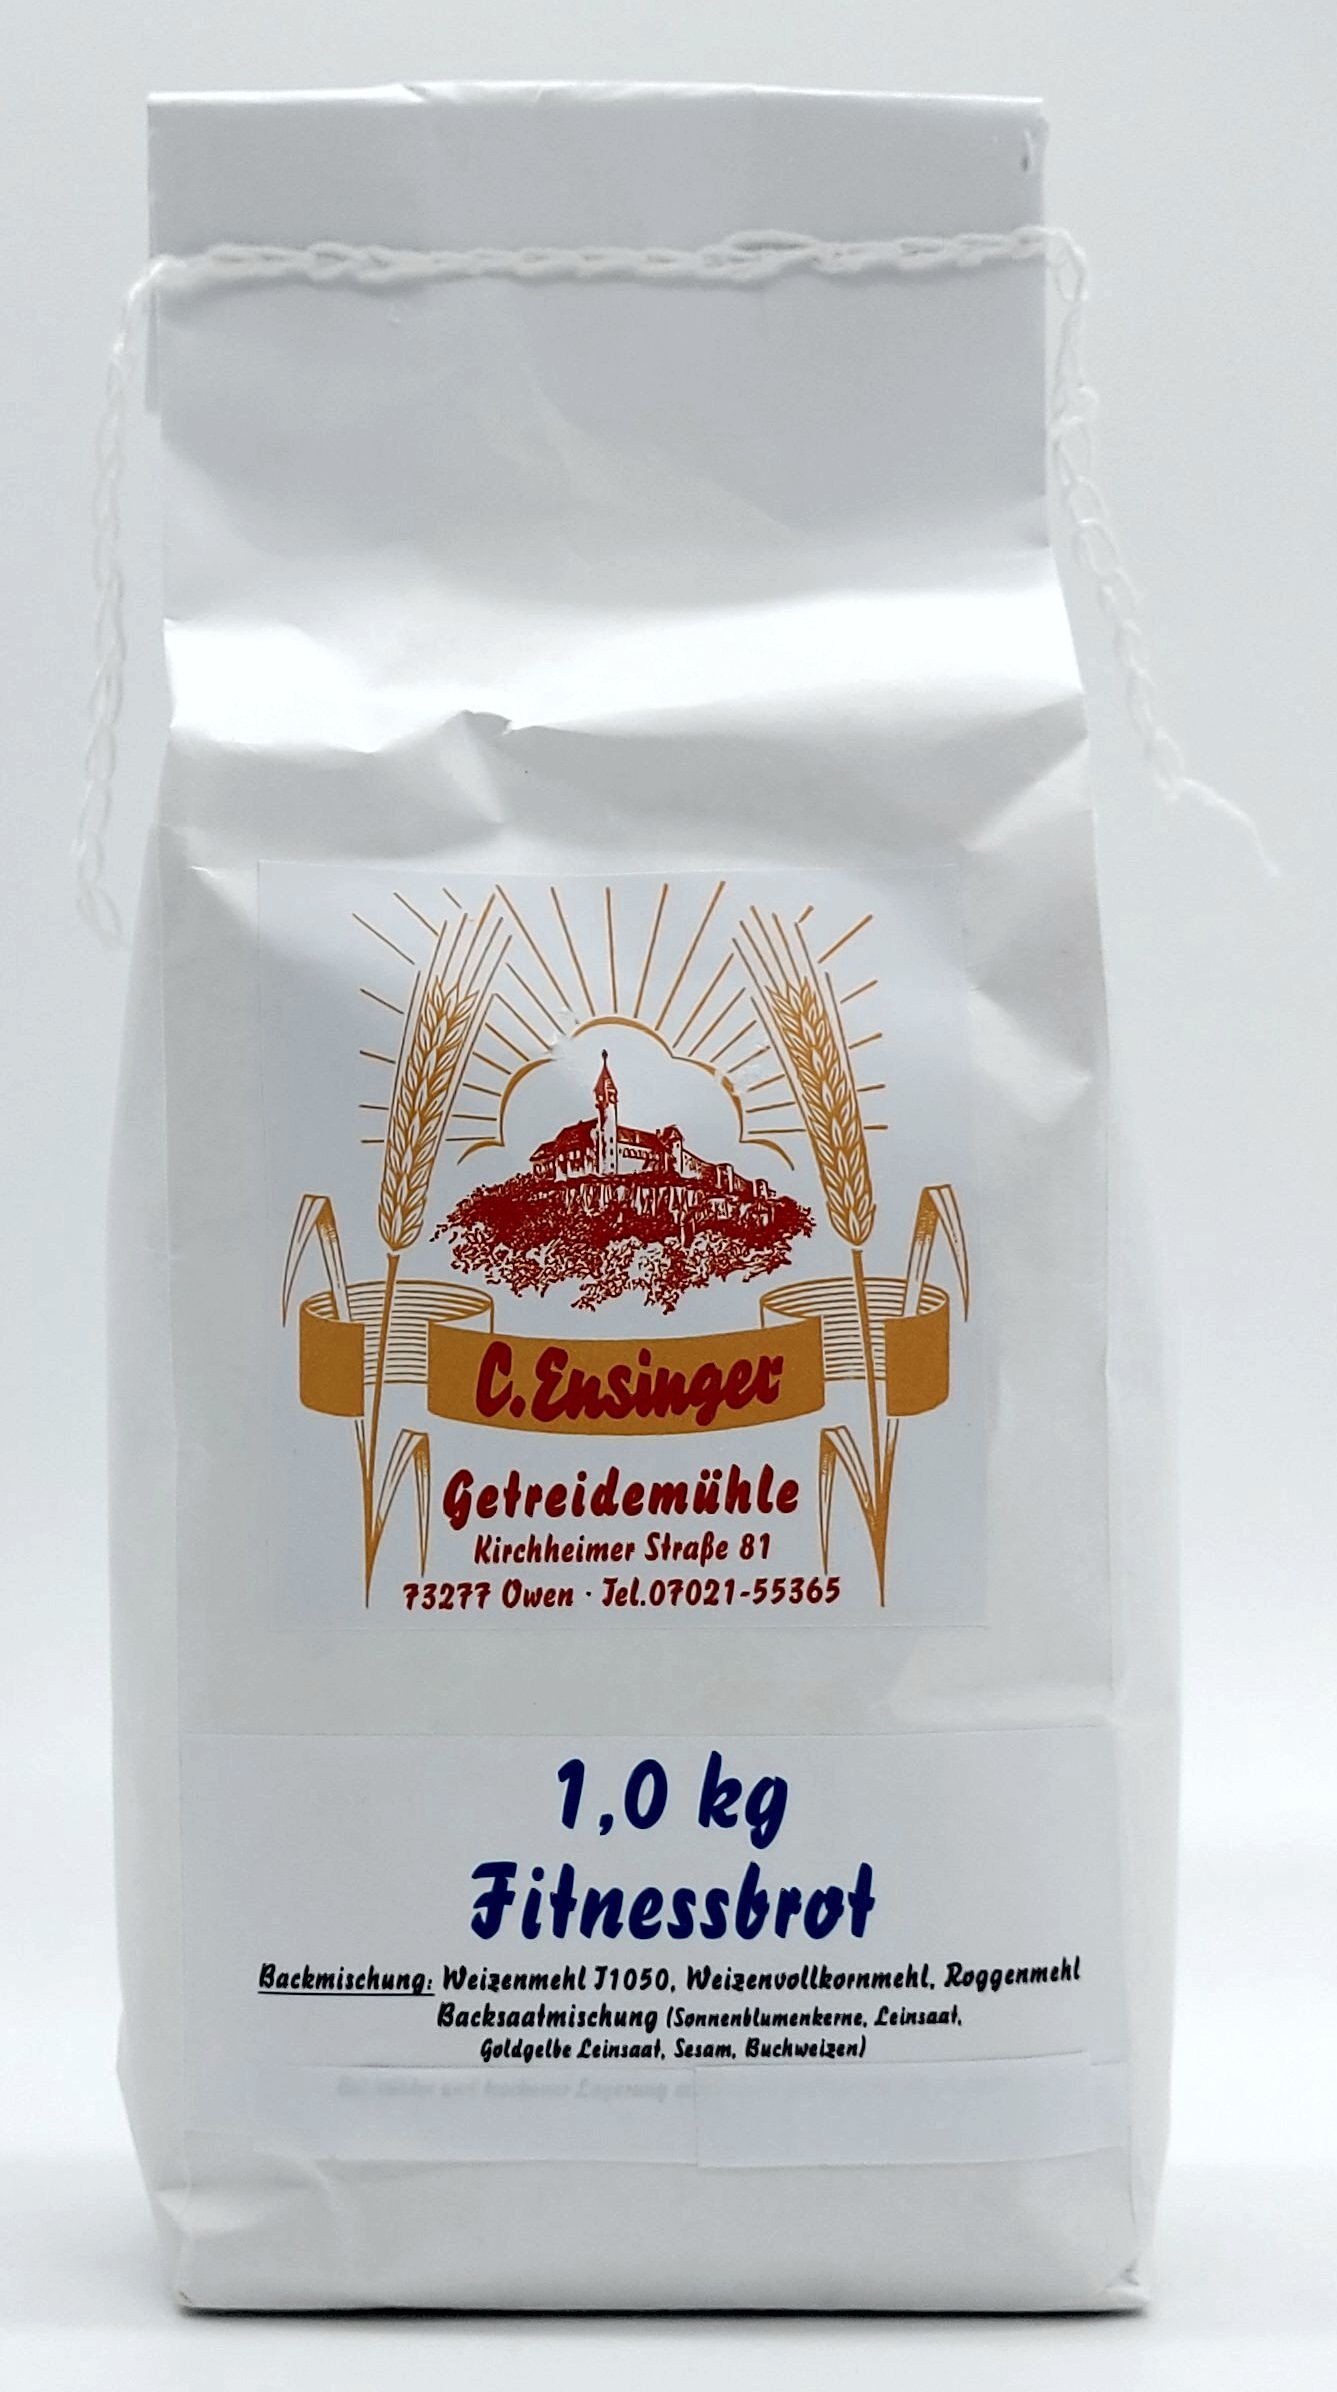 C. Ensinger
Getreidemühle
Kirchheimer Straße 81
73277 Owen · Tel.07021-55365
1,0 kg
Fitnessbrot
Backmischung: Weizenmehl T1050, Weizenvollkornmehl, Roggenmehl
Backsaatmischung (Sonnenblumenkerne, Leinsaat,
Goldgelbe Leinsaat, Sesam, Buchweizen)